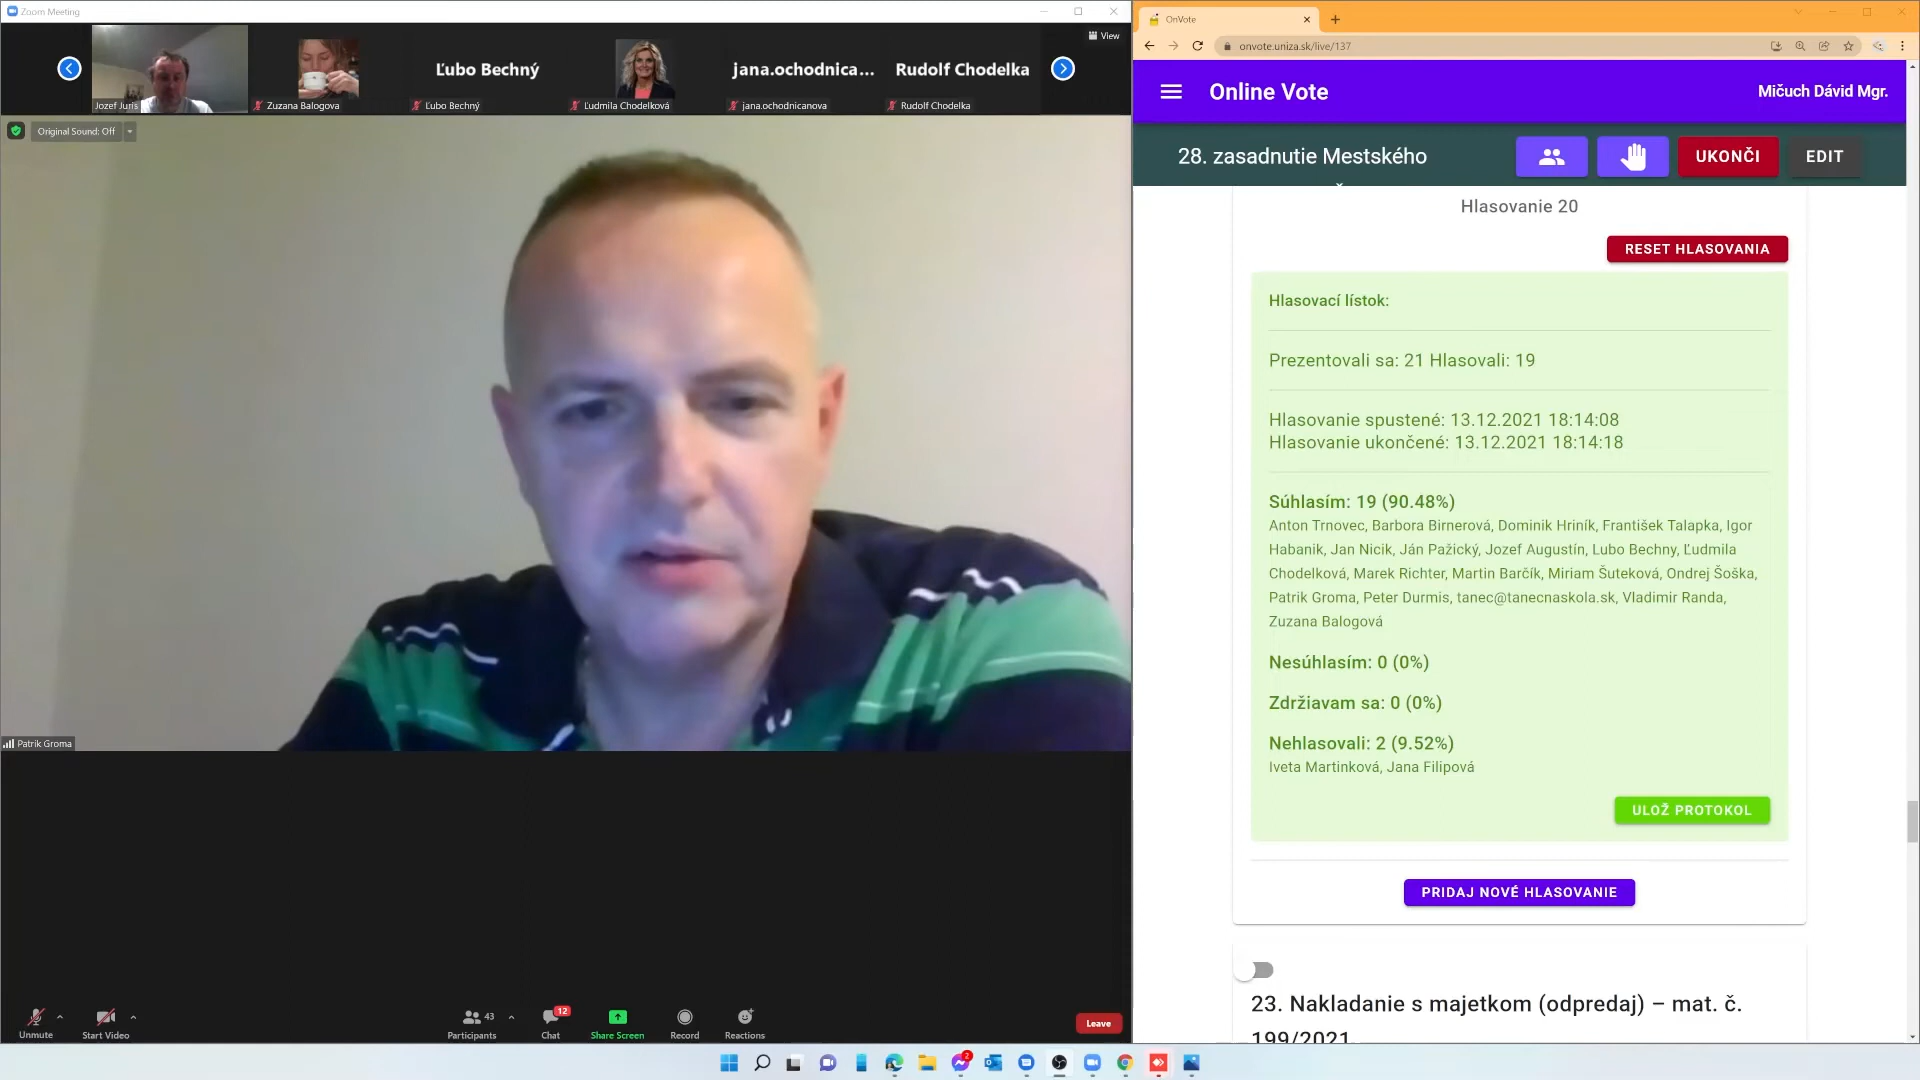 Zoom Meeting
View
Ľubo Bechný
jana.ochodnica...
Rudolf Chodelka
Jozef Juriš
Zuzana Balogova
Ľubo Bechný
Ľudmila Chodelková
jana.ochodnicanova
Rudolf Chodelka
Original Sound: Off
Patrik Groma
Unmute
Start Video
43
Participants
12
Chat
Share Screen
Record
Reactions
Leave
OnVote
onvote.uniza.sk/live/137
Online Vote
Mičuch Dávid Mgr.
28. zasadnutie Mestského
UKONČI
EDIT
Hlasovanie 20
RESET HLASOVANIA
Hlasovací lístok:
Prezentovali sa: 21 Hlasovali: 19
Hlasovanie spustené: 13.12.2021 18:14:08
Hlasovanie ukončené: 13.12.2021 18:14:18
Súhlasím: 19 (90.48%)
Anton Trnovec, Barbora Birnerová, Dominik Hriník, František Talapka, Igor
Habanik, Jan Nicik, Ján Pažický, Jozef Augustín, Lubo Bechny, Ľudmila
Chodelková, Marek Richter, Martin Barčík, Miriam Šuteková, Ondrej Šoška,
Patrik Groma, Peter Durmis, tanec@tanecnaskola.sk, Vladimir Randa,
Zuzana Balogová
Nesúhlasím: 0 (0%)
Zdržiavam sa: 0 (0%)
Nehlasovali: 2 (9.52%)
Iveta Martinková, Jana Filipová
ULOŽ PROTOKOL
PRIDAJ NOVÉ HLASOVANIE
23. Nakladanie s majetkom (odpredaj) – mat. č.
199/2021
2